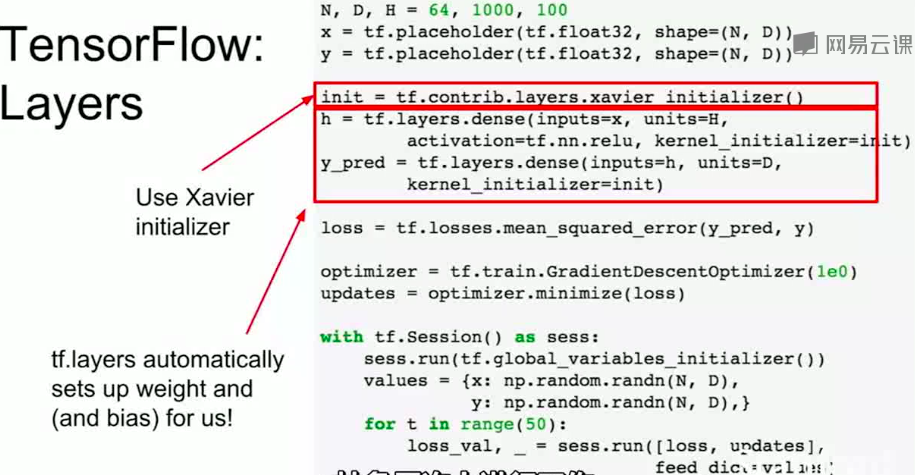 TensorFlow:
Layers
Use Xavier
initializer
tf.layers automatically
sets up weight and
(and bias) for us!
N, D, H = 64, 1000, 100
x = tf.placeholder(tf.float32, shape=(N, D))
y = tf.placeholder(tf.float32, shape=(N, D))
网易云课
init = tf.contrib.layers.xavier_initializer()
h = tf.layers.dense(inputs=x, units=H,
activation=tf.nn.relu, kernel_initializer=init)
y_pred = tf.layers.dense(inputs=h, units=D,
kernel_initializer=init)
loss = tf.losses.mean_squared_error(y_pred, y)
optimizer = tf.train.GradientDescentOptimizer(1e0)
updates = optimizer.minimize(loss)
with tf.Session() as sess:
sess.run(tf.global_variables_initializer())
values = {x: np.random.randn(N, D),
y: np.random.randn(N, D),}
for t in range(50):
loss_val, _ = sess.run([loss, updates],
feed_dict=values)